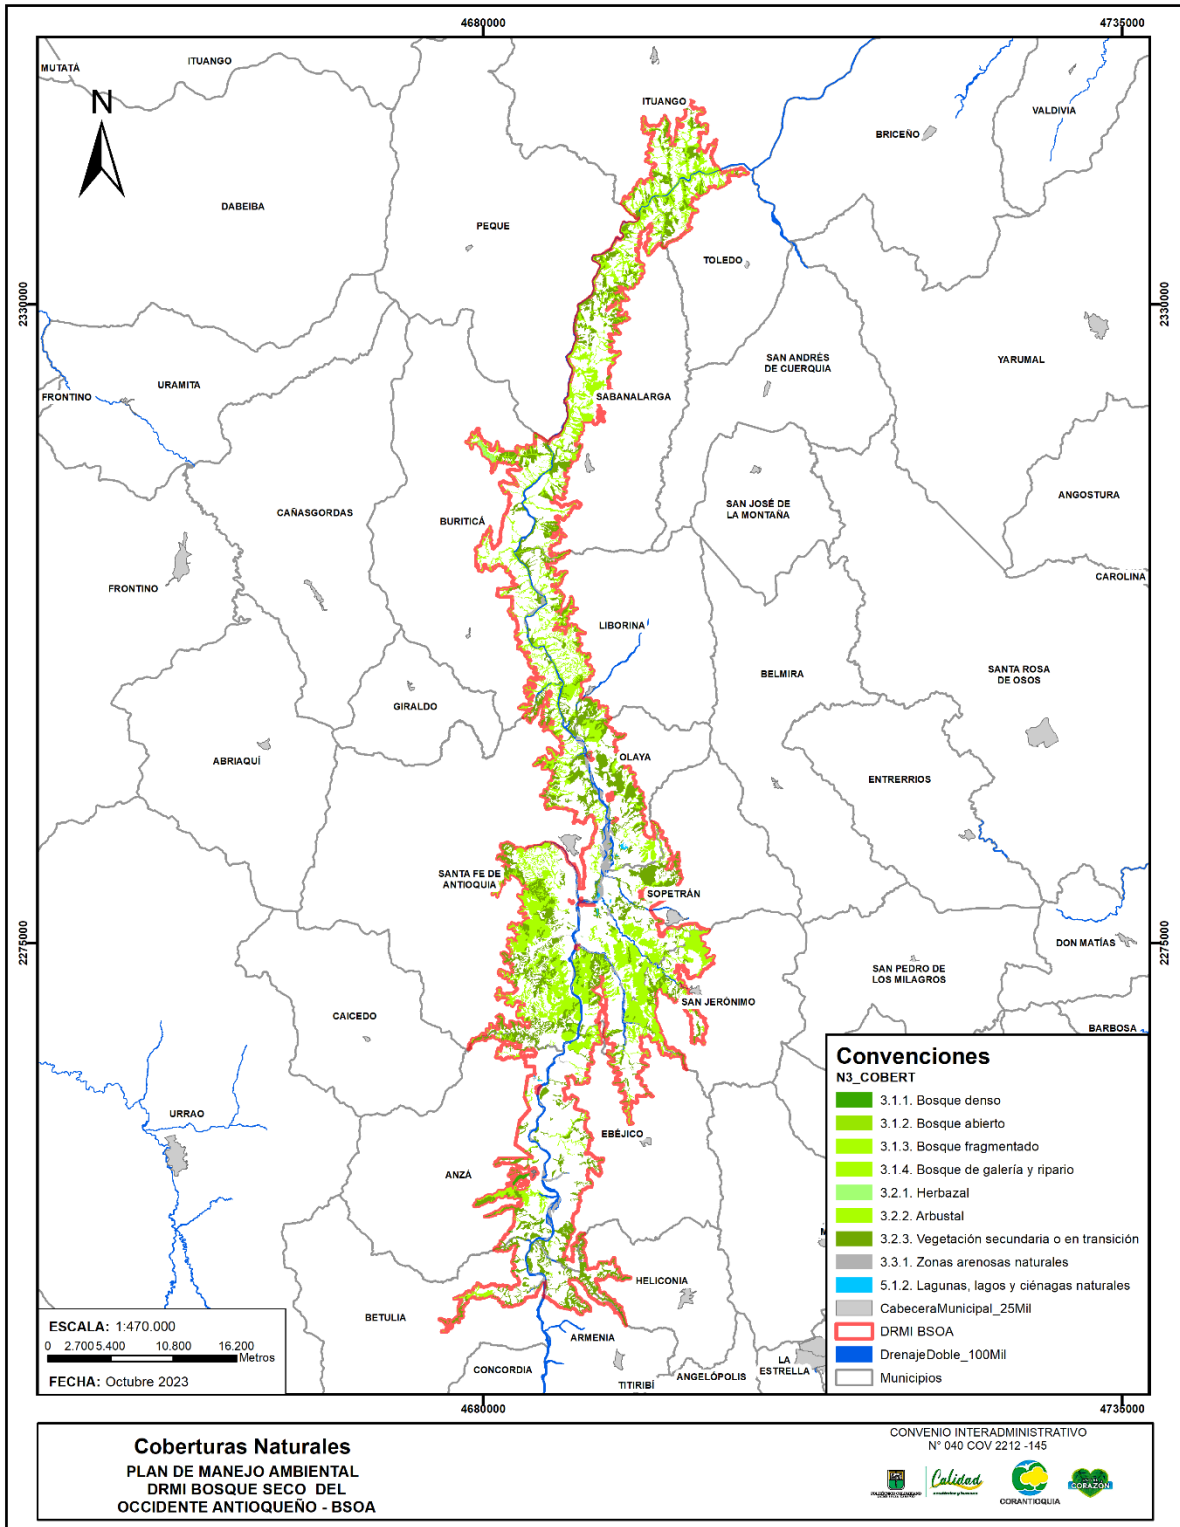 4680000
4735000
MUTATÁ
ITUANGO
N
ITUANGO
BRICEÑO
VALDIVIA
DABEIBA
PEQUE
TOLEDO
2330000
2330000
URAMITA
FRONTINO
SAN ANDRÉS
DE CUERQUIA
YARUMAL
SABANALARGA
CAÑASGORDAS
BURITICÁ
SAN JOSÉ DE
LA MONTAÑA
ANGOSTURA
FRONTINO
CAROLINA
LIBORINA
BELMIRA
SANTA ROSA
DE OSOS
GIRALDO
ABRIAQUÍ
OLAYA
ENTRERRIOS
SANTA FE DE
ANTIOQUIA
SOPETRÁN
2275000
2275000
DON MATÍAS
SAN PEDRO DE
LOS MILAGROS
SAN JERÓNIMO
CAICEDO
BARBOSA
URRAO
EBÉJICO
ANZÁ
HELICONIA
BETULIA
ARMENIA
CONCORDIA
TITIRIBÍ
ANGELÓPOLIS
LA
ESTRELLA
Convenciones
N3_COBERT
3.1.1. Bosque denso
3.1.2. Bosque abierto
3.1.3. Bosque fragmentado
3.1.4. Bosque de galería y ripario
3.2.1. Herbazal
3.2.2. Arbustal
3.2.3. Vegetación secundaria o en transición
3.3.1. Zonas arenosas naturales
5.1.2. Lagunas, lagos y ciénagas naturales
CabeceraMunicipal_25Mil
DRMI BSOA
DrenajeDoble_100Mil
Municipios
ESCALA: 1:470.000
0 2.700 5.400 10.800 16.200
Metros
FECHA: Octubre 2023
4680000
4735000
Coberturas Naturales
PLAN DE MANEJO AMBIENTAL
DRMI BOSQUE SECO DEL
OCCIDENTE ANTIOQUEÑO - BSOA
CONVENIO INTERADMINISTRATIVO
N° 040 COV 2212 -145
Calidad
CORANTIOQUIA
CORAZÓN